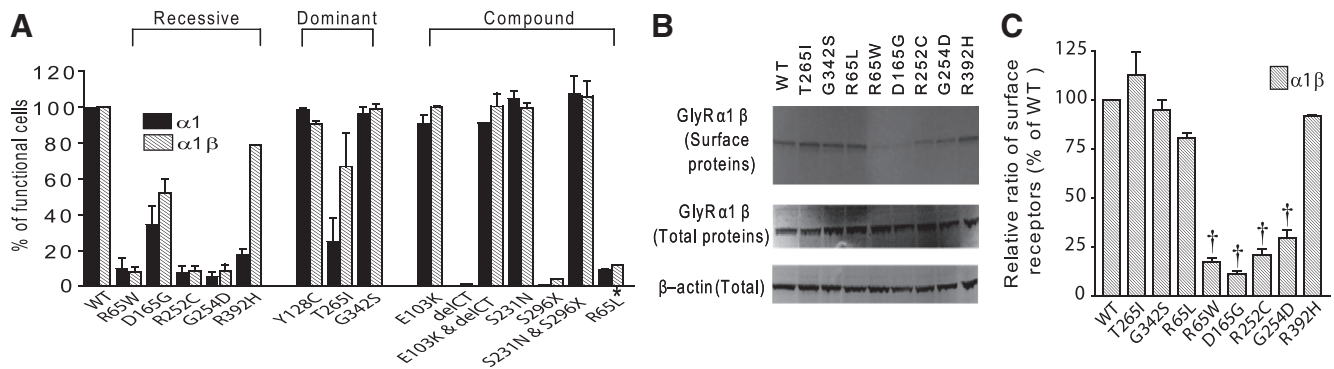 A
Recessive
Dominant
Compound
% of functional cells
120
100
80
60
40
20
0
α1
α1 β
WT
R65W
D165G
R252C
G254D
R392H
Y128C
T265I
G342S
E103K
delCT
E103K & delCT
S231N
S296X
S231N & S296X
R65L*
B
WT
T265I
G342S
R65L
R65W
D165G
R252C
G254D
R392H
GlyRα1 β
(Surface
proteins)
GlyRα1 β
(Total proteins)
β–actin(Total)
C
Relative ratio of surface
receptors (% of WT )
125
100
75
50
25
0
α1β
†
†
†
†
WT
T265I
G342S
R65L
R65W
D165G
R252C
G254D
R392H